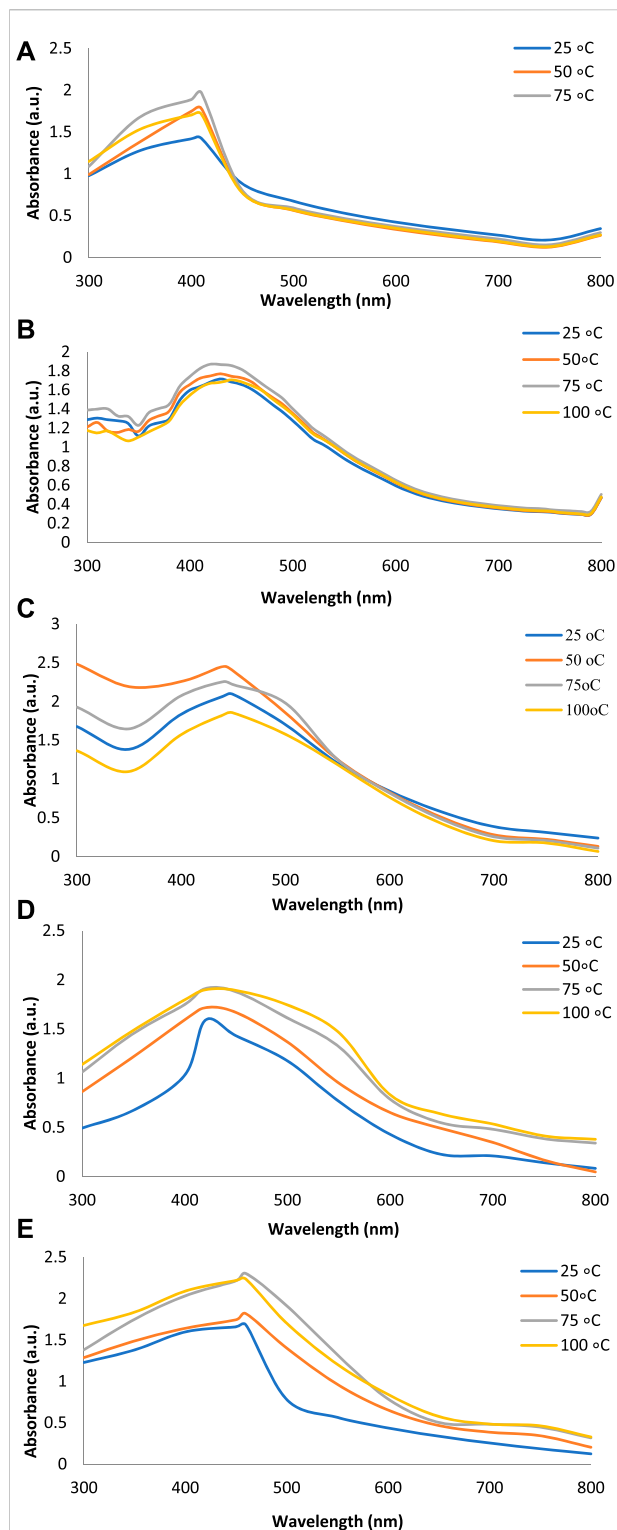 A
2.5
2
1.5
1
0.5
0
Absorbance (a.u.)
25 ∘C
50 ∘C
75 ∘C
300 400 500 600 700 800
Wavelength (nm)
B
2
1.8
1.6
1.4
1.2
1
0.8
0.6
0.4
0.2
0
Absorbance (a.u.)
25 ∘C
50∘C
75 ∘C
100 ∘C
300 400 500 600 700 800
Wavelength (nm)
C
3
2.5
2
1.5
1
0.5
0
Absorbance (a.u.)
25 oC
50 oC
75oC
100oC
300 400 500 600 700 800
Wavelength (nm)
D
2.5
2
1.5
1
0.5
0
Absorbance (a.u.)
25 ∘C
50∘C
75 ∘C
100 ∘C
300 400 500 600 700 800
Wavelength (nm)
E
2.5
2
1.5
1
0.5
0
Absorbance (a.u.)
25 ∘C
50∘C
75 ∘C
100 ∘C
300 400 500 600 700 800
Wavelength (nm)